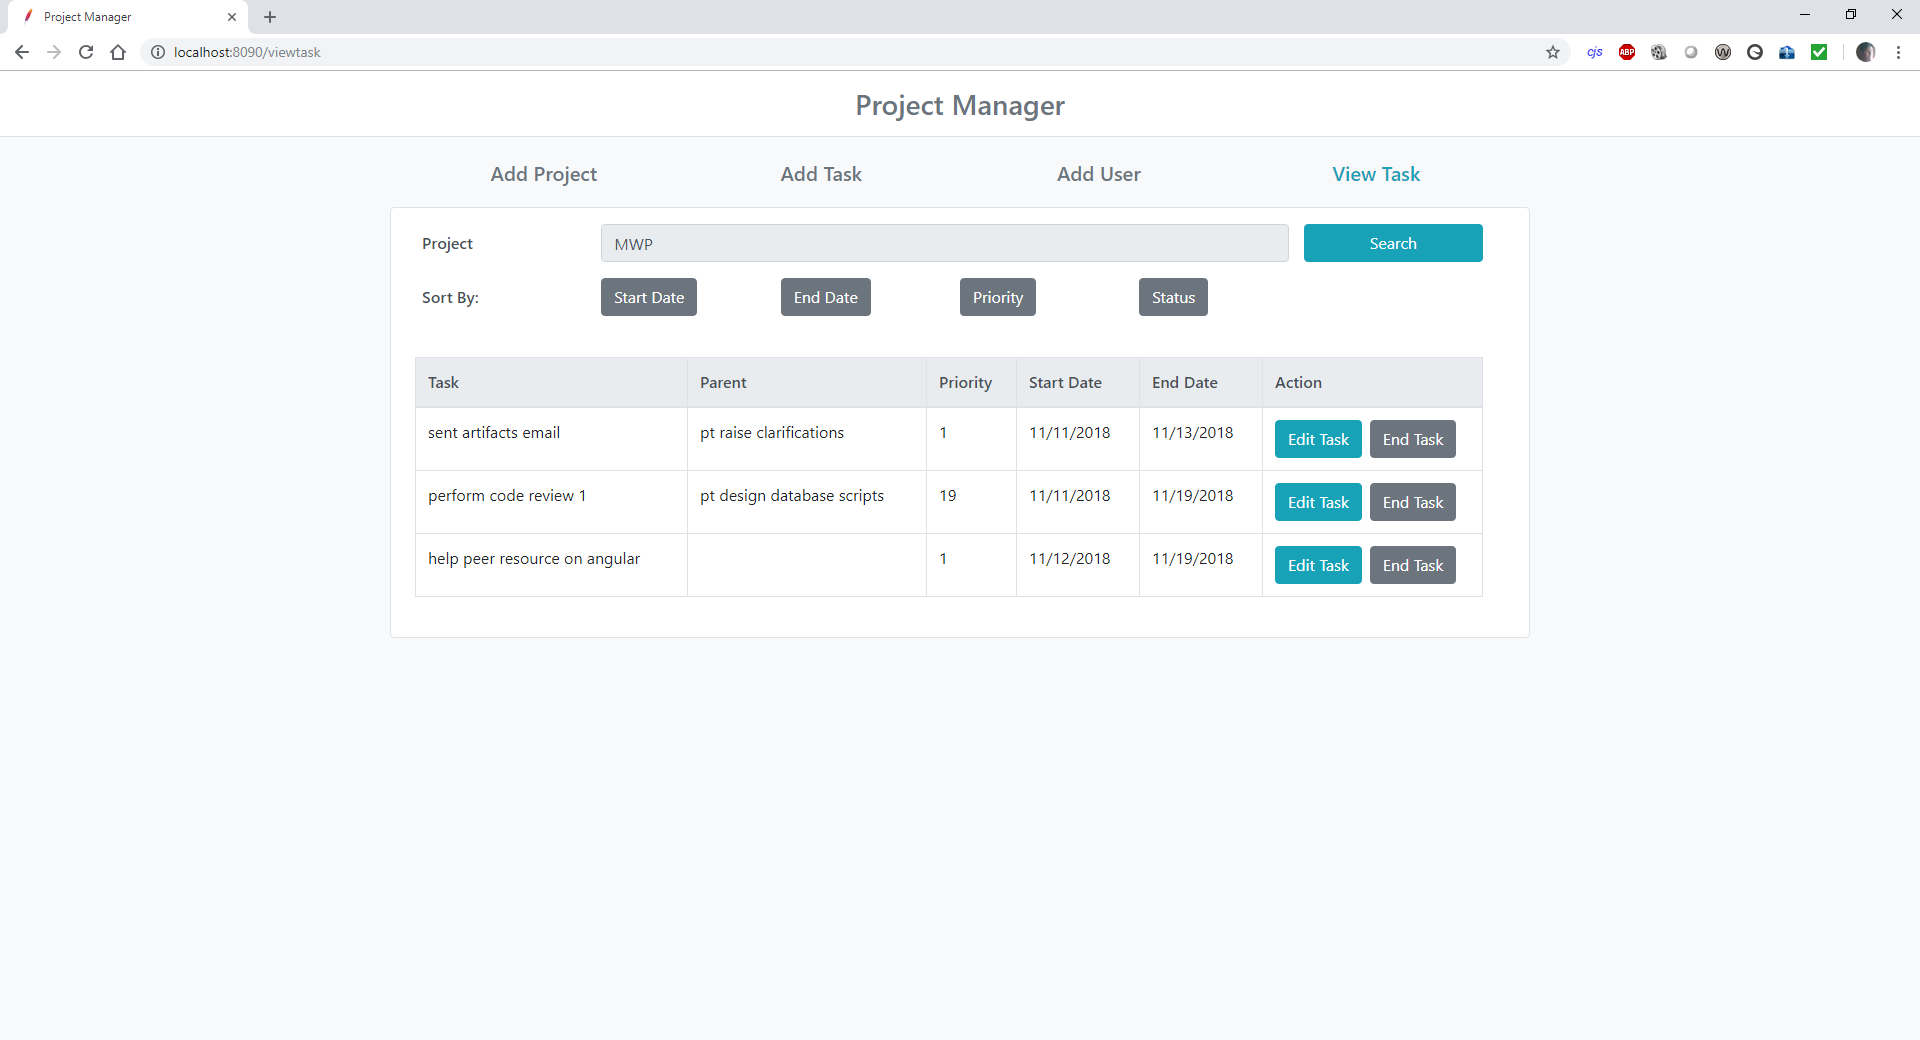 Project Manager
localhost:8090/viewtask
cjs ABP
Project Manager
Add Project Add Task Add User View Task
Project MWP Search
Sort By: Start Date End Date Priority Status
Task Parent Priority Start Date End Date Action
sent artifacts email pt raise clarifications 1 11/11/2018 11/13/2018 Edit Task End Task
perform code review 1 pt design database scripts 19 11/11/2018 11/19/2018 Edit Task End Task
help peer resource on angular 1 11/12/2018 11/19/2018 Edit Task End Task